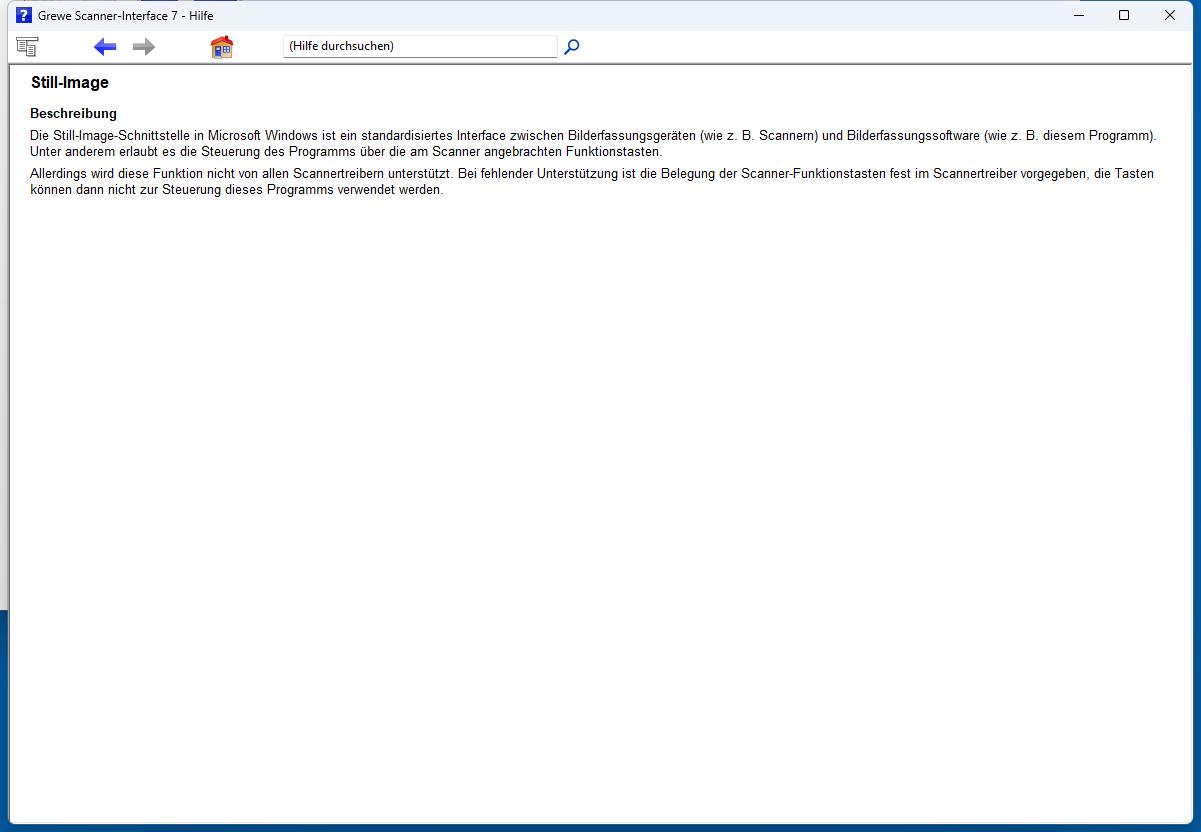 Grewe Scanner-Interface 7 - Hilfe
(Hilfe durchsuchen)
Still-Image
Beschreibung
Die Still-Image-Schnittstelle in Microsoft Windows ist ein standardisiertes Interface zwischen Bilderfassungsgeräten (wie z. B. Scannern) und Bilderfassungssoftware (wie z. B. diesem Programm).
Unter anderem erlaubt es die Steuerung des Programms über die am Scanner angebrachten Funktionstasten.
Allerdings wird diese Funktion nicht von allen Scannertreibern unterstützt. Bei fehlender Unterstützung ist die Belegung der Scanner-Funktionstasten fest im Scannertreiber vorgegeben, die Tasten
können dann nicht zur Steuerung dieses Programms verwendet werden.